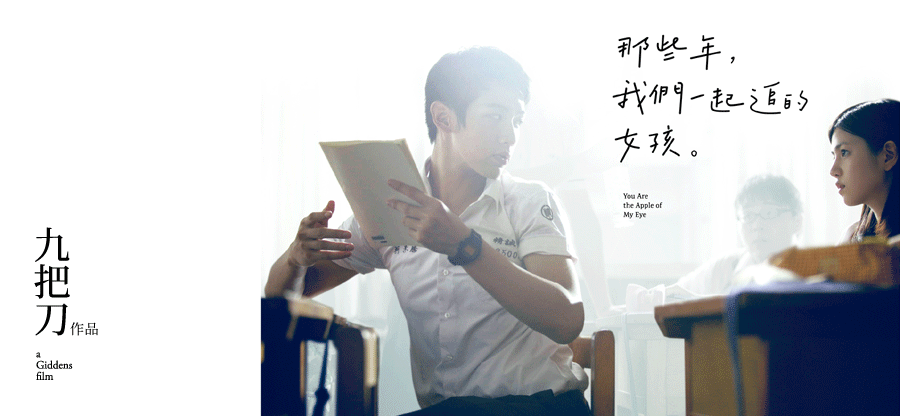 那些年，
我們一起追的
女孩。
You Are
the Apple of
My Eye
九把刀作品
a
Giddens
film